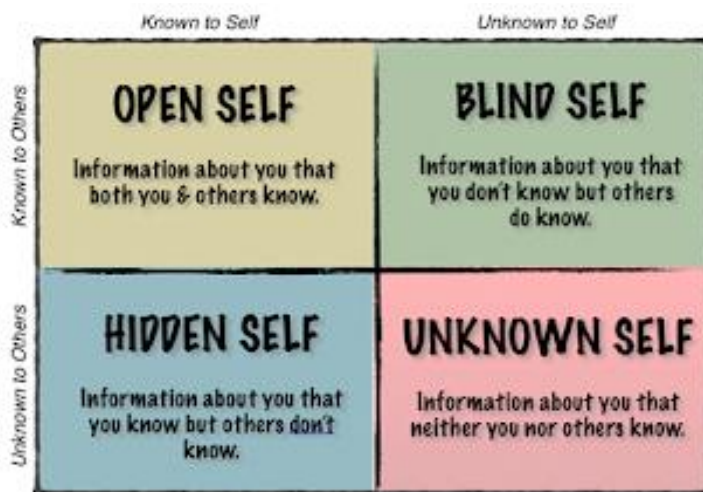 Known to Self
Unknown to Self
Known to Others
OPEN SELF
Information about you that
both you & others know.
BLIND SELF
Information about you that
you don't know but others
do know.
Unknown to Others
HIDDEN SELF
Information about you that
you know but others don't
know.
UNKNOWN SELF
Information about you that
neither you nor others know.